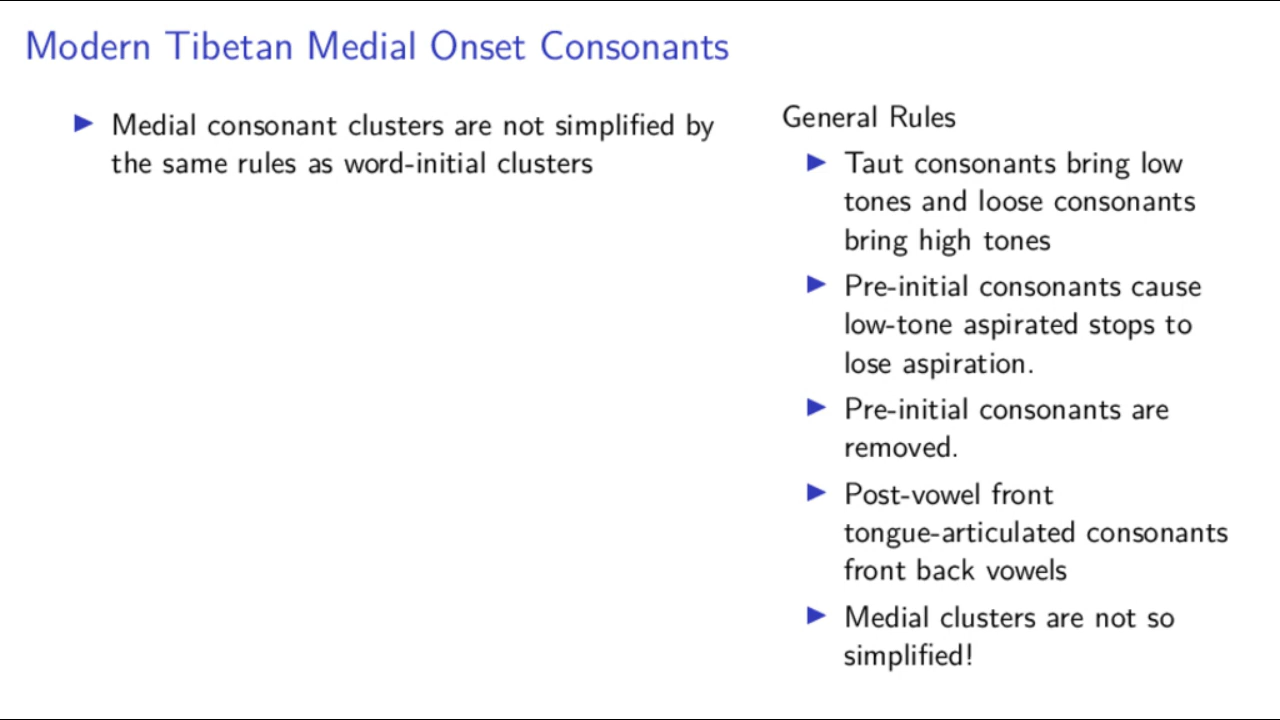 Modern Tibetan Medial Onset Consonants
Medial consonant clusters are not simplified by
the same rules as word-initial clusters
General Rules
Taut consonants bring low
tones and loose consonants
bring high tones
Pre-initial consonants cause
low-tone aspirated stops to
lose aspiration.
Pre-initial consonants are
removed.
Post-vowel front
tongue-articulated consonants
front back vowels
Medial clusters are not so
simplified!